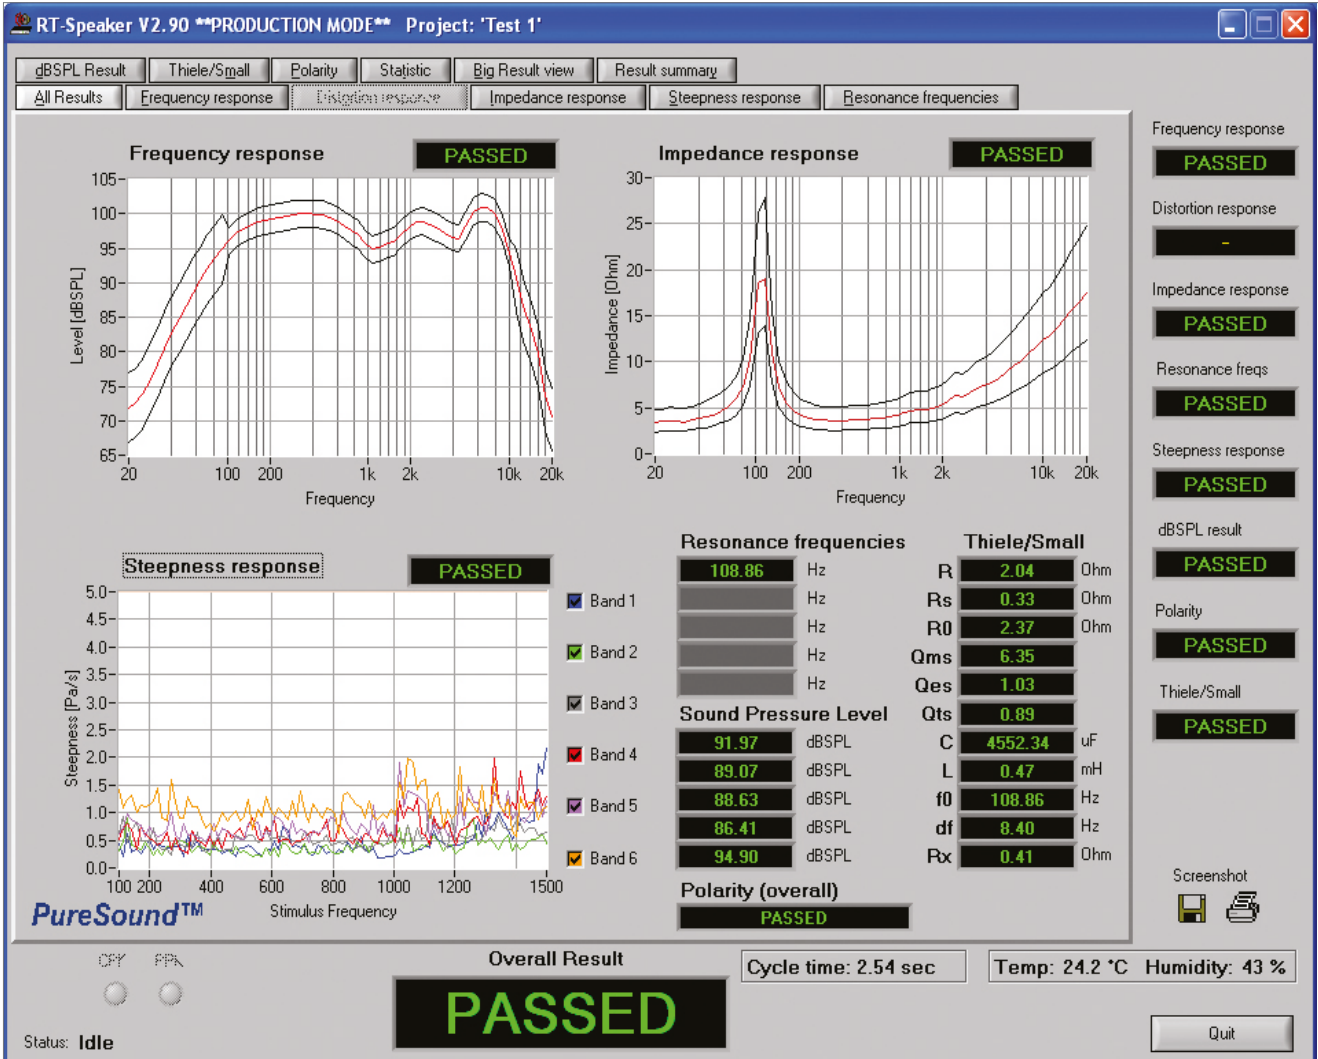 RT-Speaker V2.90 **PRODUCTION MODE** Project: 'Test 1'
dBSPL Result Thiele/Small Polarity Statistic Big Result view Result summary
All Results Frequency response Distortion response Impedance response Steepness response Resonance frequencies
Frequency response PASSED
105
100
95
90
85
80
75
70
65
Level [dBSPL]
20 100 200 1k 2k 10k 20k
Frequency
Impedance response PASSED
30
25
20
15
10
5
0
Impedance [Ohm]
20 100 200 1k 2k 10k 20k
Frequency
Steepness response PASSED
5.0
4.5
4.0
3.5
3.0
2.5
2.0
1.5
1.0
0.5
0.0
Steepness [Pa/s]
100 200 400 600 800 1000 1200 1500
Stimulus Frequency
PureSound™
Band 1
Band 2
Band 3
Band 4
Band 5
Band 6
Resonance frequencies
108.86 Hz
Hz
Hz
Hz
Hz
Sound Pressure Level
91.97 dBSPL
89.07 dBSPL
88.63 dBSPL
86.41 dBSPL
94.90 dBSPL
Polarity (overall)
PASSED
Thiele/Small
R 2.04 Ohm
Rs 0.33 Ohm
R0 2.37 Ohm
Qms 6.35
Qes 1.03
Qts 0.89
C 4552.34 uF
L 0.47 mH
f0 108.86 Hz
df 8.40 Hz
Rx 0.41 Ohm
Frequency response
PASSED
Distortion response
-
Impedance response
PASSED
Resonance freqs
PASSED
Steepness response
PASSED
dBSPL result
PASSED
Polarity
PASSED
Thiele/Small
PASSED
Screenshot
Overall Result
PASSED
Cycle time: 2.54 sec
Temp: 24.2 °C Humidity: 43 %
Status: Idle
Quit